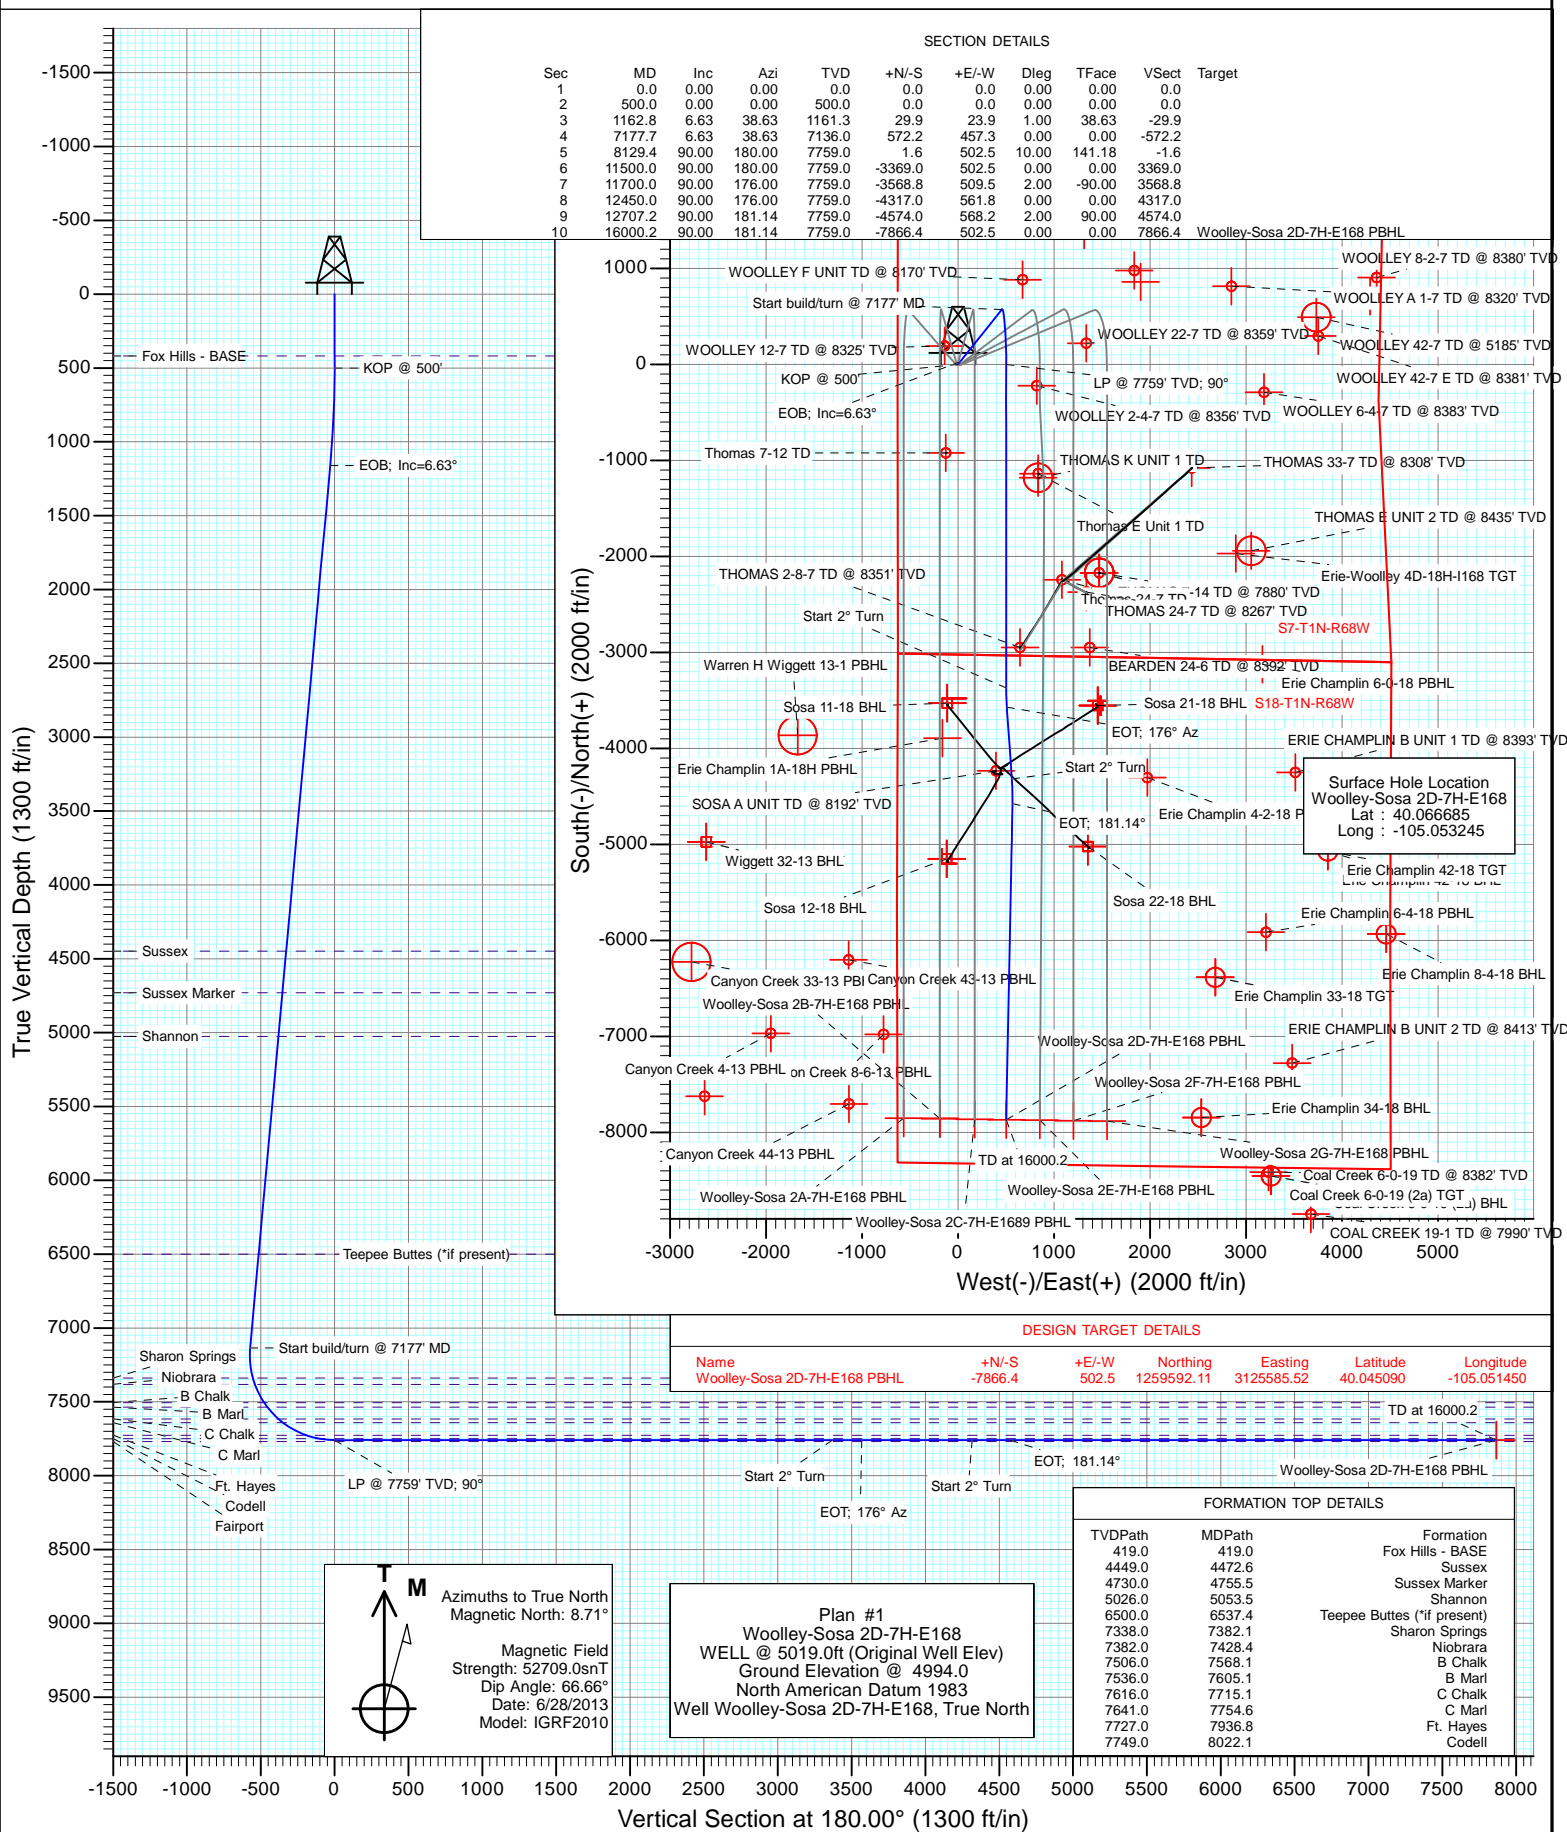 SECTION DETAILS
Sec MD Inc Azi TVD +N/-S +E/-W Dleg TFace VSect Target
1 0.0 0.00 0.00 0.0 0.0 0.0 0.00 0.00 0.0
2 500.0 0.00 0.00 500.0 0.0 0.0 0.00 0.00 0.0
3 1162.8 6.63 38.63 1161.3 29.9 23.9 1.00 38.63 -29.9
4 7177.7 6.63 38.63 7136.0 572.2 457.3 0.00 0.00 -572.2
5 8129.4 90.00 180.00 7759.0 1.6 502.5 10.00 141.18 -1.6
6 11500.0 90.00 180.00 7759.0 -3369.0 502.5 0.00 0.00 3369.0
7 11700.0 90.00 176.00 7759.0 -3568.8 509.5 2.00 -90.00 3568.8
8 12450.0 90.00 176.00 7759.0 -4317.0 561.8 0.00 0.00 4317.0
9 12707.2 90.00 181.14 7759.0 -4574.0 568.2 2.00 90.00 4574.0
10 16000.2 90.00 181.14 7759.0 -7866.4 502.5 0.00 0.00 7866.4 Woolley-Sosa 2D-7H-E168 PBHL
True Vertical Depth (1300 ft/in)
-1500
-1000
-500
0
500
1000
1500
2000
2500
3000
3500
4000
4500
5000
5500
6000
6500
7000
7500
8000
8500
9000
9500
Fox Hills - BASE
KOP @ 500'
EOB; Inc=6.63°
Sussex
Sussex Marker
Shannon
Teepee Buttes (*if present)
Start build/turn @ 7177' MD
Sharon Springs
Niobrara
B Chalk
B Marl
C Chalk
C Marl
Ft. Hayes
Codell
Fairport
LP @ 7759' TVD; 90°
Start 2° Turn
EOT; 176° Az
Start 2° Turn
EOT; 181.14°
TD at 16000.2
Woolley-Sosa 2D-7H-E168 PBHL
-1500 -1000 -500 0 500 1000 1500 2000 2500 3000 3500 4000 4500 5000 5500 6000 6500 7000 7500 8000
Vertical Section at 180.00° (1300 ft/in)
South(-)/North(+) (2000 ft/in)
1000
0
-1000
-2000
-3000
-4000
-5000
-6000
-7000
-8000
WOOLLEY F UNIT TD @ 8170' TVD
WOOLLEY 8-2-7 TD @ 8380' TVD
Start build/turn @ 7177' MD
WOOLLEY A 1-7 TD @ 8320' TVD
WOOLLEY 22-7 TD @ 8359' TVD
WOOLLEY 12-7 TD @ 8325' TVD
WOOLLEY 42-7 TD @ 5185' TVD
KOP @ 500'
LP @ 7759' TVD; 90°
WOOLLEY 42-7 E TD @ 8381' TVD
EOB; Inc=6.63°
WOOLLEY 2-4-7 TD @ 8356' TVD
WOOLLEY 6-4-7 TD @ 8383' TVD
Thomas 7-12 TD
THOMAS K UNIT 1 TD
THOMAS 33-7 TD @ 8308' TVD
Thomas E Unit 1 TD
THOMAS E UNIT 2 TD @ 8435' TVD
THOMAS 2-8-7 TD @ 8351' TVD
Erie-Woolley 4D-18H-I168 TGT
-14 TD @ 7880' TVD
Thomas 24-7 TD
THOMAS 24-7 TD @ 8267' TVD
Start 2° Turn
S7-T1N-R68W
Warren H Wiggett 13-1 PBHL
BEARDEN 24-6 TD @ 8392' TVD
Erie Champlin 6-0-18 PBHL
Sosa 11-18 BHL
Sosa 21-18 BHL
S18-T1N-R68W
EOT; 176° Az
ERIE CHAMPLIN B UNIT 1 TD @ 8393' TVD
Erie Champlin 1A-18H PBHL
Start 2° Turn
SOSA A UNIT TD @ 8192' TVD
Erie Champlin 4-2-18 P
EOT; 181.14°
Surface Hole Location
Woolley-Sosa 2D-7H-E168
Lat : 40.066685
Long : -105.053245
Wiggett 32-13 BHL
Erie Champlin 42-18 TGT
Sosa 12-18 BHL
Sosa 22-18 BHL
Erie Champlin 6-4-18 PBHL
Canyon Creek 33-13 PBHL
Canyon Creek 43-13 PBHL
Erie Champlin 8-4-18 BHL
Erie Champlin 33-18 TGT
Woolley-Sosa 2B-7H-E168 PBHL
Woolley-Sosa 2D-7H-E168 PBHL
ERIE CHAMPLIN B UNIT 2 TD @ 8413' TVD
Canyon Creek 4-13 PBHL
on Creek 8-6-13 PBHL
Woolley-Sosa 2F-7H-E168 PBHL
Erie Champlin 34-18 BHL
Canyon Creek 44-13 PBHL
TD at 16000.2
Woolley-Sosa 2G-7H-E168 PBHL
Coal Creek 6-0-19 TD @ 8382' TVD
Woolley-Sosa 2A-7H-E168 PBHL
Woolley-Sosa 2E-7H-E168 PBHL
Coal Creek 6-0-19 (2a) TGT
BHL
Woolley-Sosa 2C-7H-E1689 PBHL
COAL CREEK 19-1 TD @ 7990' TVD
-3000 -2000 -1000 0 1000 2000 3000 4000 5000
West(-)/East(+) (2000 ft/in)
DESIGN TARGET DETAILS
Name +N/-S +E/-W Northing Easting Latitude Longitude
Woolley-Sosa 2D-7H-E168 PBHL -7866.4 502.5 1259592.11 3125585.52 40.045090 -105.051450
T
M
Azimuths to True North
Magnetic North: 8.71°
Magnetic Field
Strength: 52709.0snT
Dip Angle: 66.66°
Date: 6/28/2013
Model: IGRF2010
Plan #1
Woolley-Sosa 2D-7H-E168
WELL @ 5019.0ft (Original Well Elev)
Ground Elevation @ 4994.0
North American Datum 1983
Well Woolley-Sosa 2D-7H-E168, True North
FORMATION TOP DETAILS
TVDPath MDPath Formation
419.0 419.0 Fox Hills - BASE
4449.0 4472.6 Sussex
4730.0 4755.5 Sussex Marker
5026.0 5053.5 Shannon
6500.0 6537.4 Teepee Buttes (*if present)
7338.0 7382.1 Sharon Springs
7382.0 7428.4 Niobrara
7506.0 7568.1 B Chalk
7536.0 7605.1 B Marl
7616.0 7715.1 C Chalk
7641.0 7754.6 C Marl
7727.0 7936.8 Ft. Hayes
7749.0 8022.1 Codell